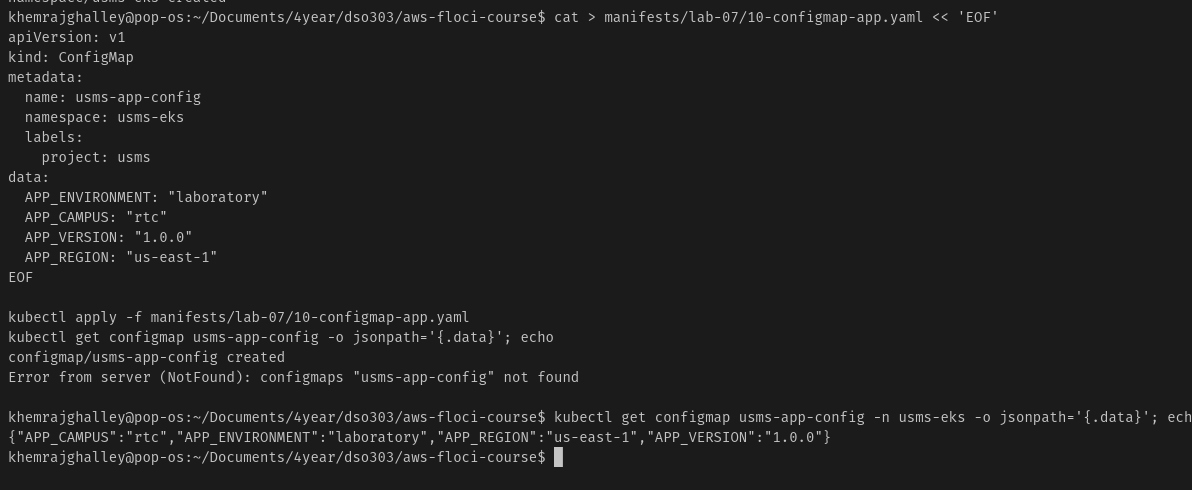 namespace/usms-eks created
khemrajghalley@pop-os:~/Documents/4year/dso303/aws-floci-course$ cat > manifests/lab-07/10-configmap-app.yaml << 'EOF'
apiVersion: v1
kind: ConfigMap
metadata:
  name: usms-app-config
  namespace: usms-eks
  labels:
    project: usms
data:
  APP_ENVIRONMENT: "laboratory"
  APP_CAMPUS: "rtc"
  APP_VERSION: "1.0.0"
  APP_REGION: "us-east-1"
EOF

kubectl apply -f manifests/lab-07/10-configmap-app.yaml
kubectl get configmap usms-app-config -o jsonpath='{.data}'; echo
configmap/usms-app-config created
Error from server (NotFound): configmaps "usms-app-config" not found

khemrajghalley@pop-os:~/Documents/4year/dso303/aws-floci-course$ kubectl get configmap usms-app-config -n usms-eks -o jsonpath='{.data}'; ech
{"APP_CAMPUS":"rtc","APP_ENVIRONMENT":"laboratory","APP_REGION":"us-east-1","APP_VERSION":"1.0.0"}
khemrajghalley@pop-os:~/Documents/4year/dso303/aws-floci-course$